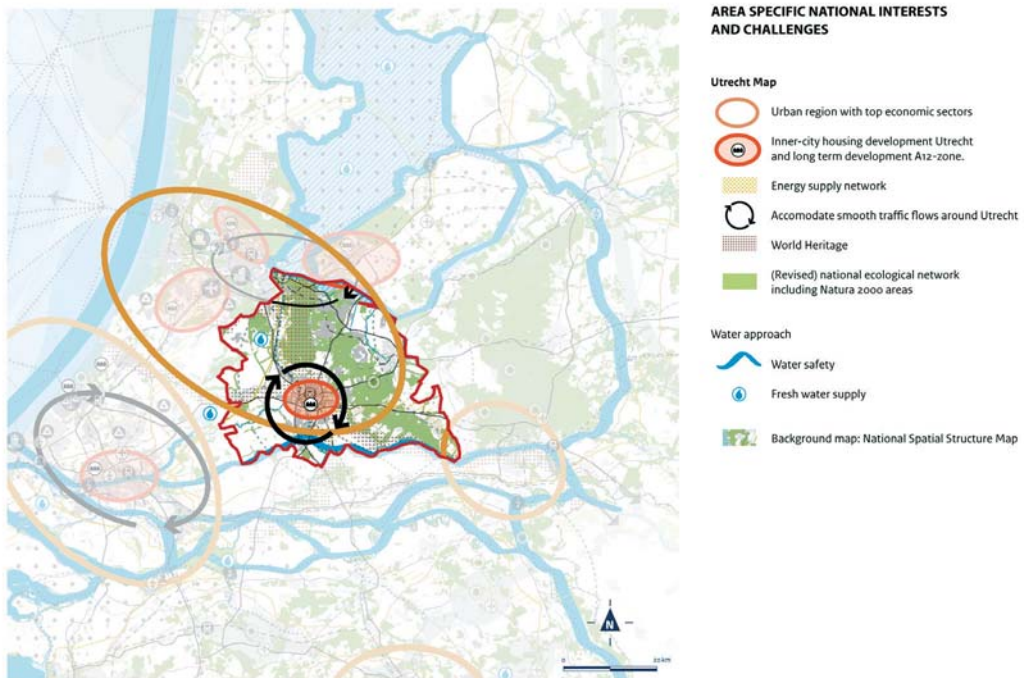 AREA SPECIFIC NATIONAL INTERESTS
AND CHALLENGES
Utrecht Map
Urban region with top economic sectors
Inner-city housing development Utrecht
and long term development A12-zone.
Energy supply network
Accomodate smooth traffic flows around Utrecht
World Heritage
(Revised) national ecological network
including Natura 2000 areas
Water approach
Water safety
Fresh water supply
Background map: National Spatial Structure Map
N
0